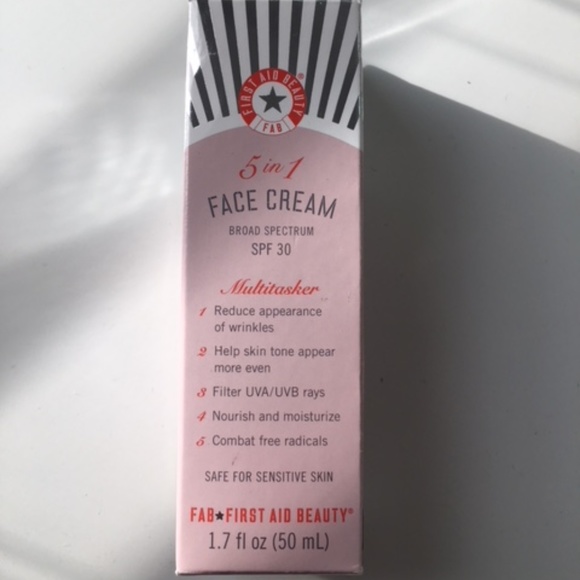 FIRST AID BEAUTY®
FAB
5 in 1
FACE CREAM
BROAD SPECTRUM
SPF 30
Multitasker
1 Reduce appearance
of wrinkles
2 Help skin tone appear
more even
3 Filter UVA/UVB rays
4 Nourish and moisturize
5 Combat free radicals
SAFE FOR SENSITIVE SKIN
FAB★FIRST AID BEAUTY®
1.7 fl oz (50 mL)